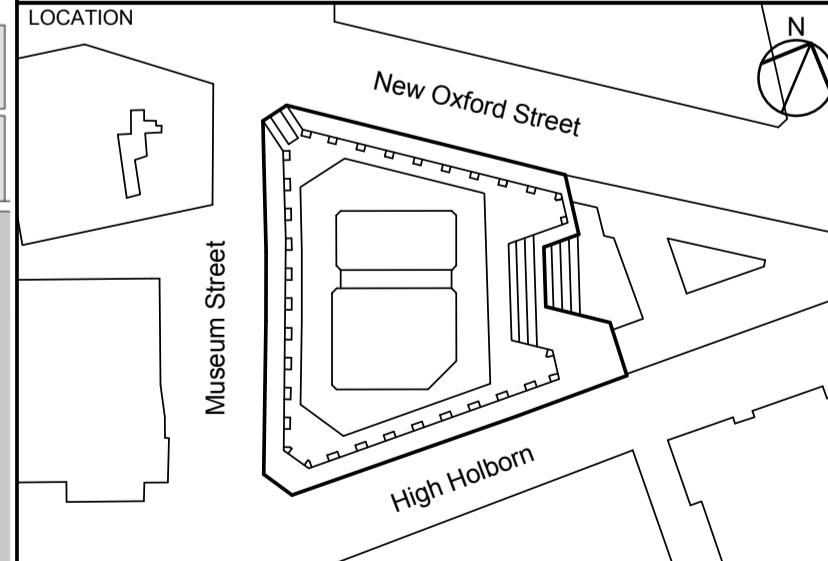 LOCATION
N
New Oxford Street
Museum Street
High Holborn